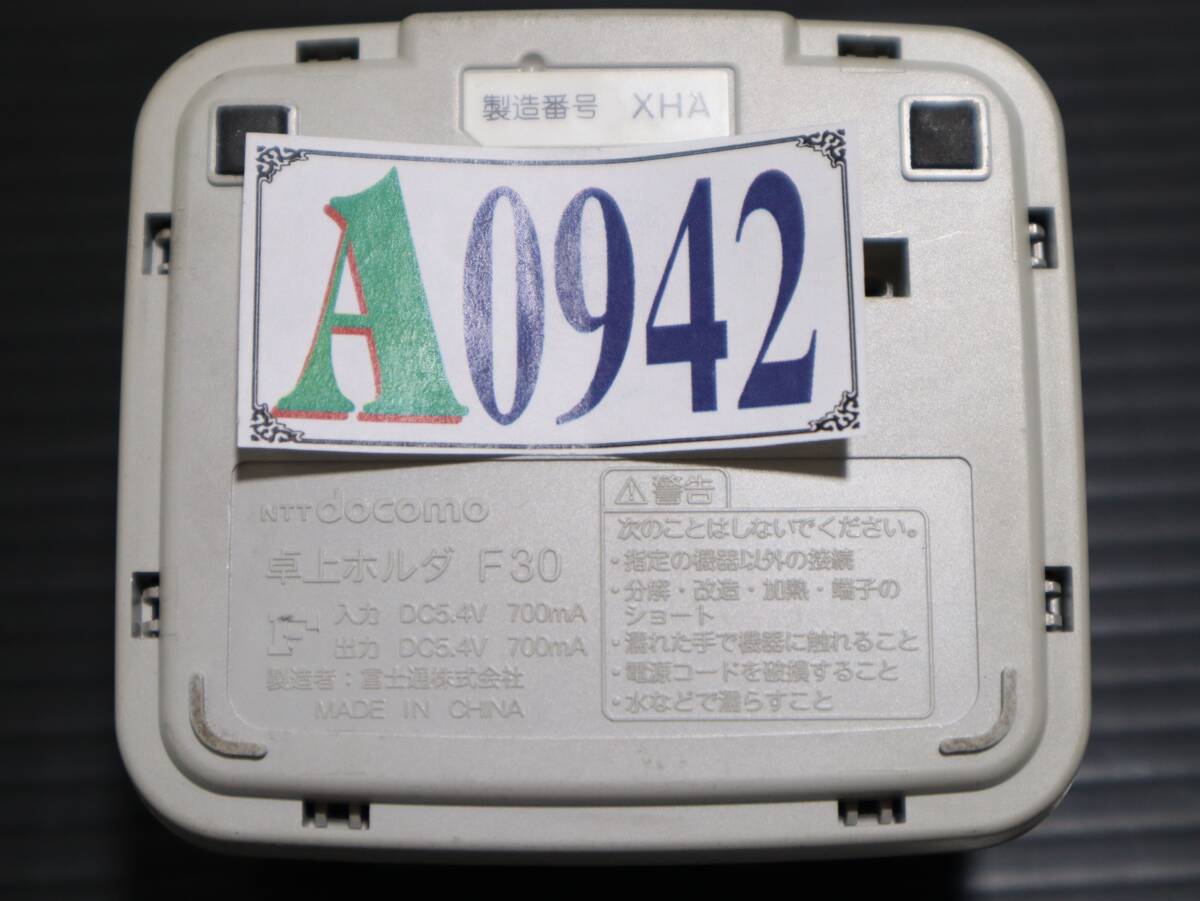 製造番号 XHA
A0942
NTT docomo
卓上ホルダ F30
入力 DC5.4V 700mA
出力 DC5.4V 700mA
製造者：富士通株式会社
MADE IN CHINA
⚠警告
次のことはしないでください。
・指定の機器以外の接続
・分解・改造・加熱・端子の
ショート
・濡れた手で機器に触れること
・電源コードを破損すること
・水などで濡らすこと